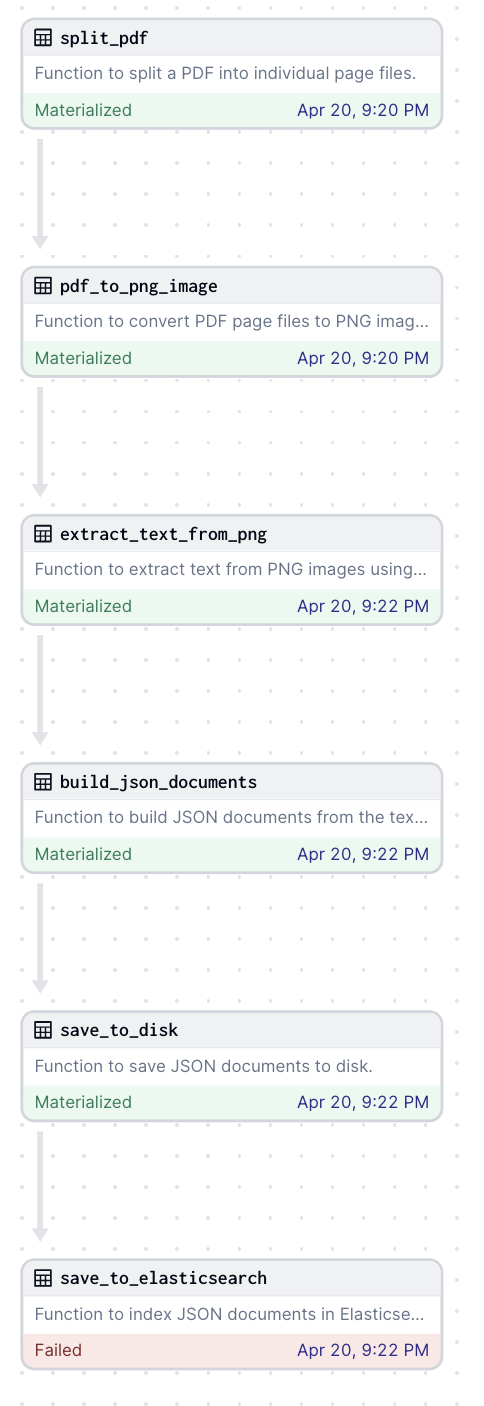 split_pdf
Function to split a PDF into individual page files.
Materialized Apr 20, 9:20 PM
pdf_to_png_image
Function to convert PDF page files to PNG imag...
Materialized Apr 20, 9:20 PM
extract_text_from_png
Function to extract text from PNG images using...
Materialized Apr 20, 9:22 PM
build_json_documents
Function to build JSON documents from the tex...
Materialized Apr 20, 9:22 PM
save_to_disk
Function to save JSON documents to disk.
Materialized Apr 20, 9:22 PM
save_to_elasticsearch
Function to index JSON documents in Elasticse...
Failed Apr 20, 9:22 PM